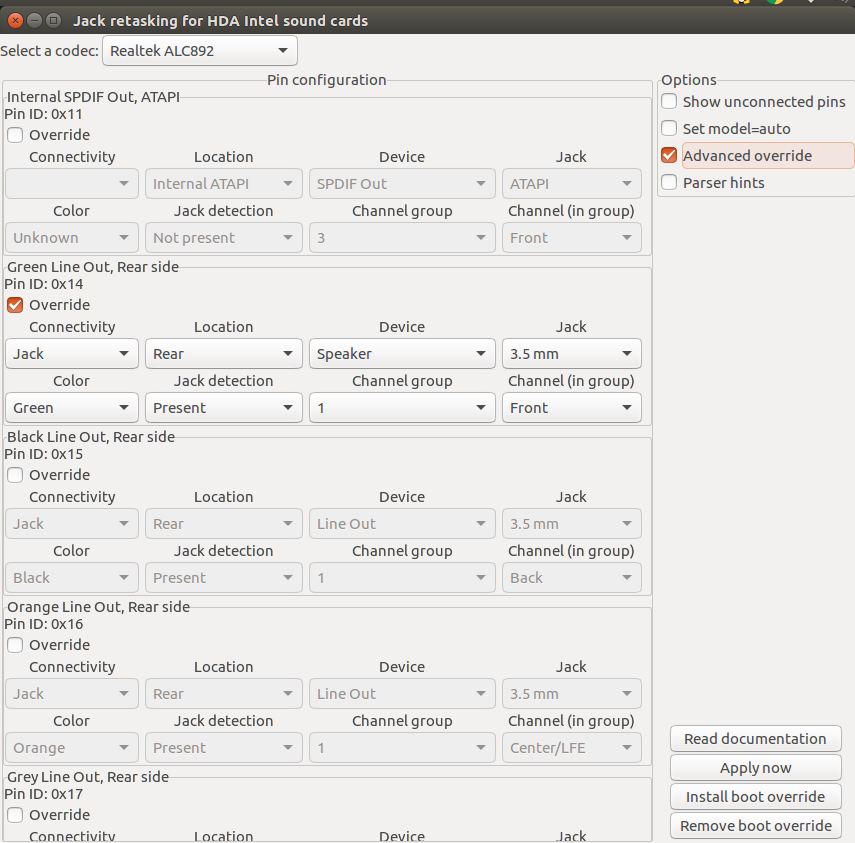 Jack retasking for HDA Intel sound cards
Select a codec: Realtek ALC892
Pin configuration
Internal SPDIF Out, ATAPI
Pin ID: 0x11
Override
Connectivity Location Device Jack
Internal ATAPI SPDIF Out ATAPI
Color Jack detection Channel group Channel (in group)
Unknown Not present 3 Front
Green Line Out, Rear side
Pin ID: 0x14
Override
Connectivity Location Device Jack
Jack Rear Speaker 3.5 mm
Color Jack detection Channel group Channel (in group)
Green Present 1 Front
Black Line Out, Rear side
Pin ID: 0x15
Override
Connectivity Location Device Jack
Jack Rear Line Out 3.5 mm
Color Jack detection Channel group Channel (in group)
Black Present 1 Back
Orange Line Out, Rear side
Pin ID: 0x16
Override
Connectivity Location Device Jack
Jack Rear Line Out 3.5 mm
Color Jack detection Channel group Channel (in group)
Orange Present 1 Center/LFE
Grey Line Out, Rear side
Pin ID: 0x17
Override
Connectivity Location Device Jack
Options
Show unconnected pins
Set model=auto
Advanced override
Parser hints
Read documentation
Apply now
Install boot override
Remove boot override